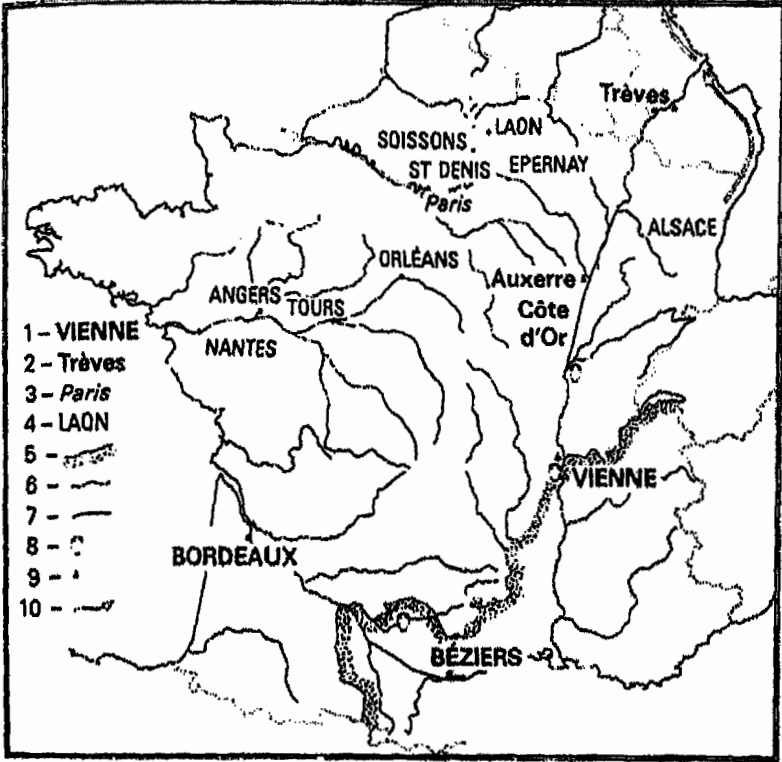 Trèves
LAON
SOISSONS
ST DENIS
EPERNAY
Paris
ALSACE
ORLÉANS
Auxerre
ANGERS
TOURS
Côte
d'Or
NANTES
1 – VIENNE
2 – Trèves
3 – Paris
4 – LAON
5 –
6 –
7 –
8 –
9 –
10 –
VIENNE
BORDEAUX
BÉZIERS